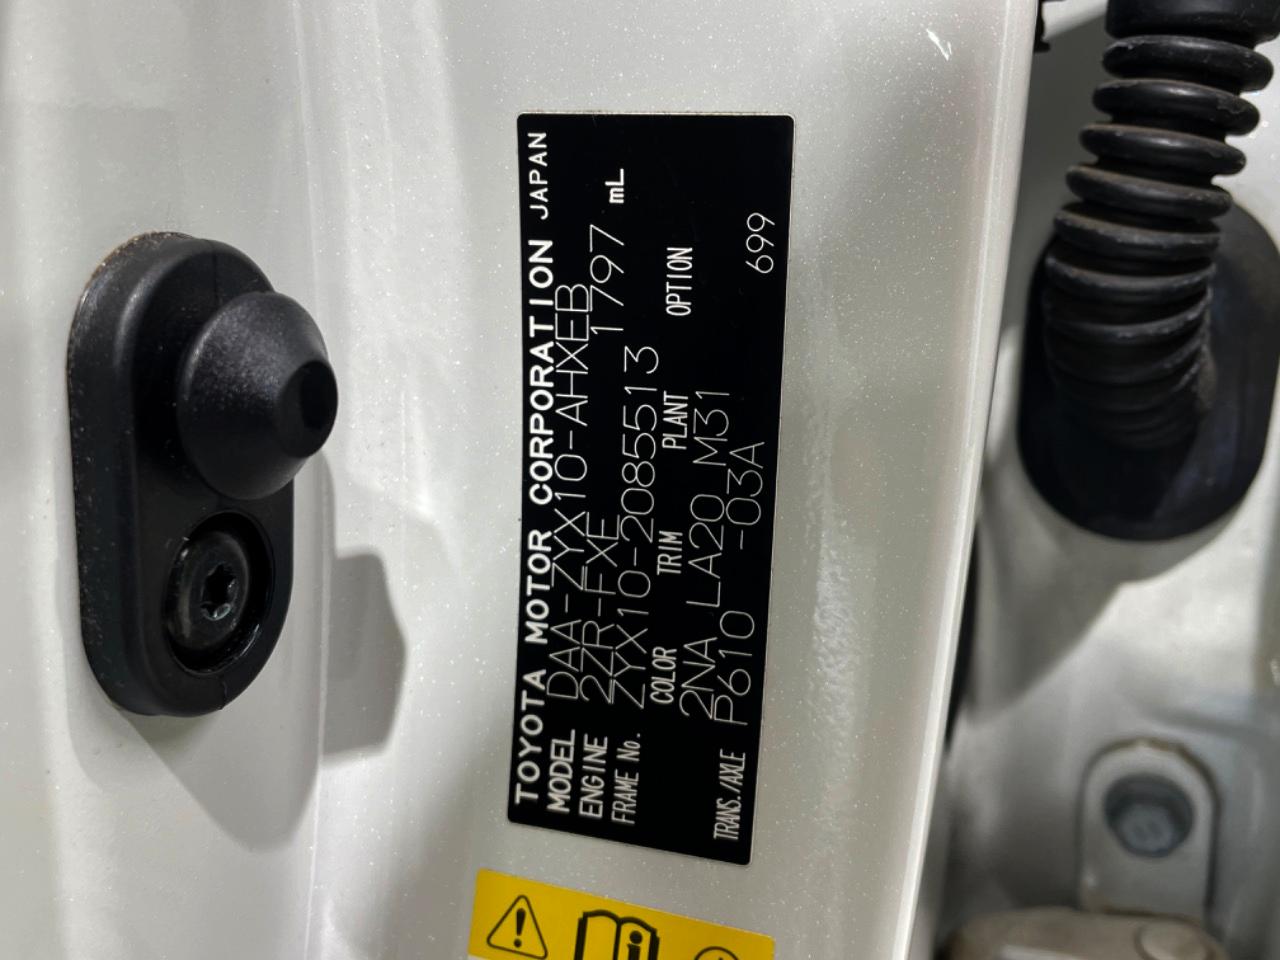 TOYOTA MOTOR CORPORATION JAPAN
MODEL DAA-ZYX10-AHXEB
ENGINE 2ZR-FXE 1797 mL
FRAME No. ZYX10-2085513
COLOR TRIM PLANT OPTION
2NA LA20 M31
TRANS./AXLE P610 -03A 699